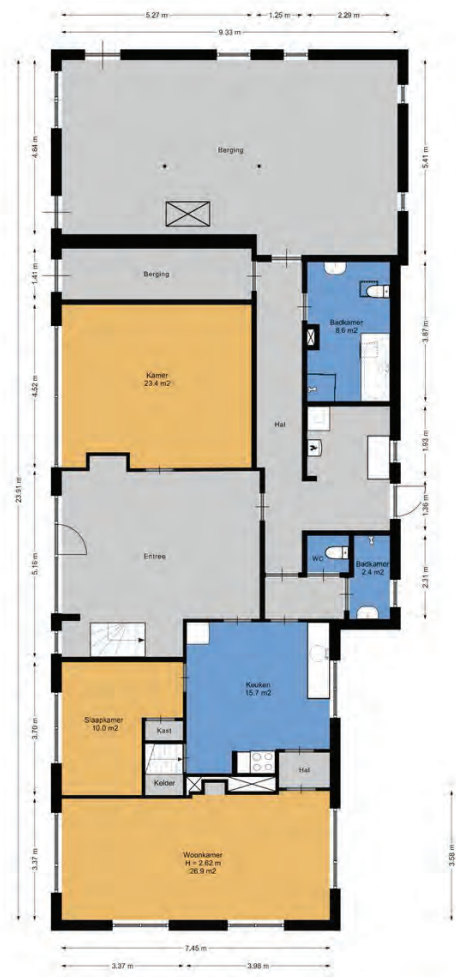 5.27 m
1.25 m
2.29 m
9.33 m
4.64 m
5.41 m
Berging
1.41 m
Berging
3.87 m
Badkamer
8.6 m2
Kamer
23.4 m2
4.52 m
23.91 m
Hal
1.93 m
1.36 m
Entree
5.16 m
WC
Badkamer
2.4 m2
2.31 m
Keuken
15.7 m2
Slaapkamer
10.0 m2
3.70 m
Kast
Kelder
Hal
Woonkamer
H = 2.62 m
26.9 m2
3.37 m
3.58 m
7.45 m
3.37 m
3.98 m